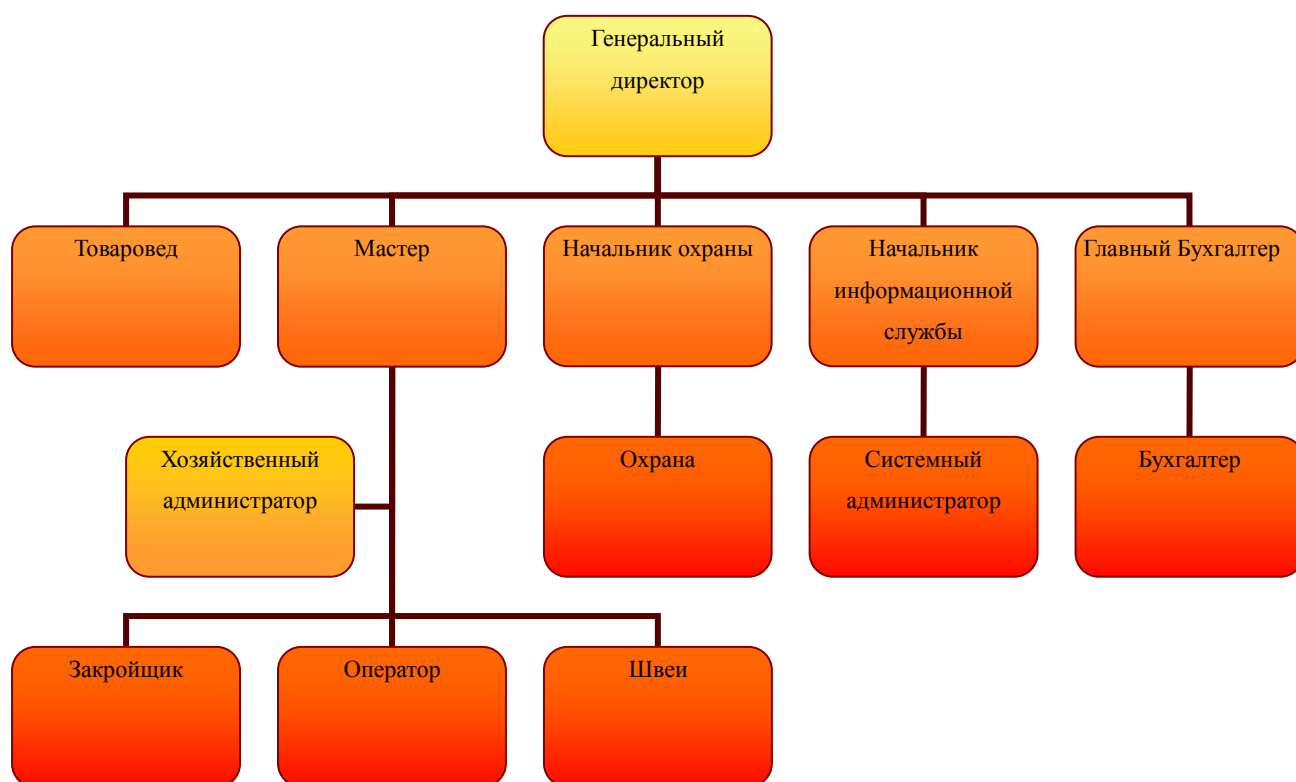 Генеральный
директор
Товаровед
Мастер
Начальник охраны
Начальник
информационной
службы
Главный Бухгалтер
Хозяйственный
администратор
Охрана
Системный
администратор
Бухгалтер
Закройщик
Оператор
Швеи